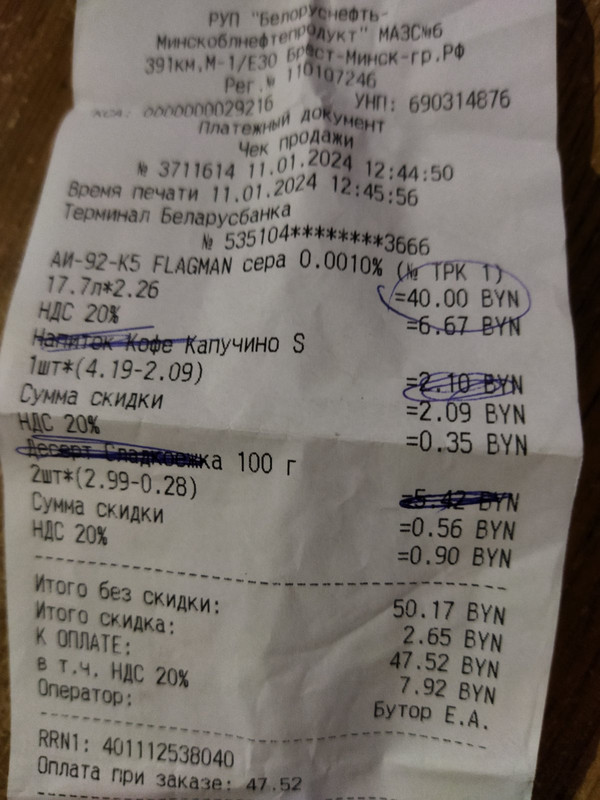 РУП "Белоруснефть-
Минскоблнефтепродукт" МАЗС№6
391км.М-1/Е30 Брест-Минск-гр.РФ
Рег.№ 110107246
КСА: 0000000029216 УНП: 690314876
Платежный документ
Чек продажи
№ 3711614 11.01.2024 12:44:50
Время печати 11.01.2024 12:45:56
Терминал Беларусбанка
№ 535104********3666
АИ-92-К5 FLAGMAN сера 0.0010% (№ ТРК 1)
17.7л*2.26 =40.00 BYN
НДС 20% =6.67 BYN
Напиток Кофе Капучино S
1шт*(4.19-2.09) =2.10 BYN
Сумма скидки =2.09 BYN
НДС 20% =0.35 BYN
Десерт Сладкоежка 100 г
2шт*(2.99-0.28) =5.42 BYN
Сумма скидки =0.56 BYN
НДС 20% =0.90 BYN
Итого без скидки: 50.17 BYN
Итого скидка: 2.65 BYN
К ОПЛАТЕ: 47.52 BYN
в т.ч. НДС 20% 7.92 BYN
Оператор: Бутор Е.А.
RRN1: 401112538040
Оплата при заказе: 47.52